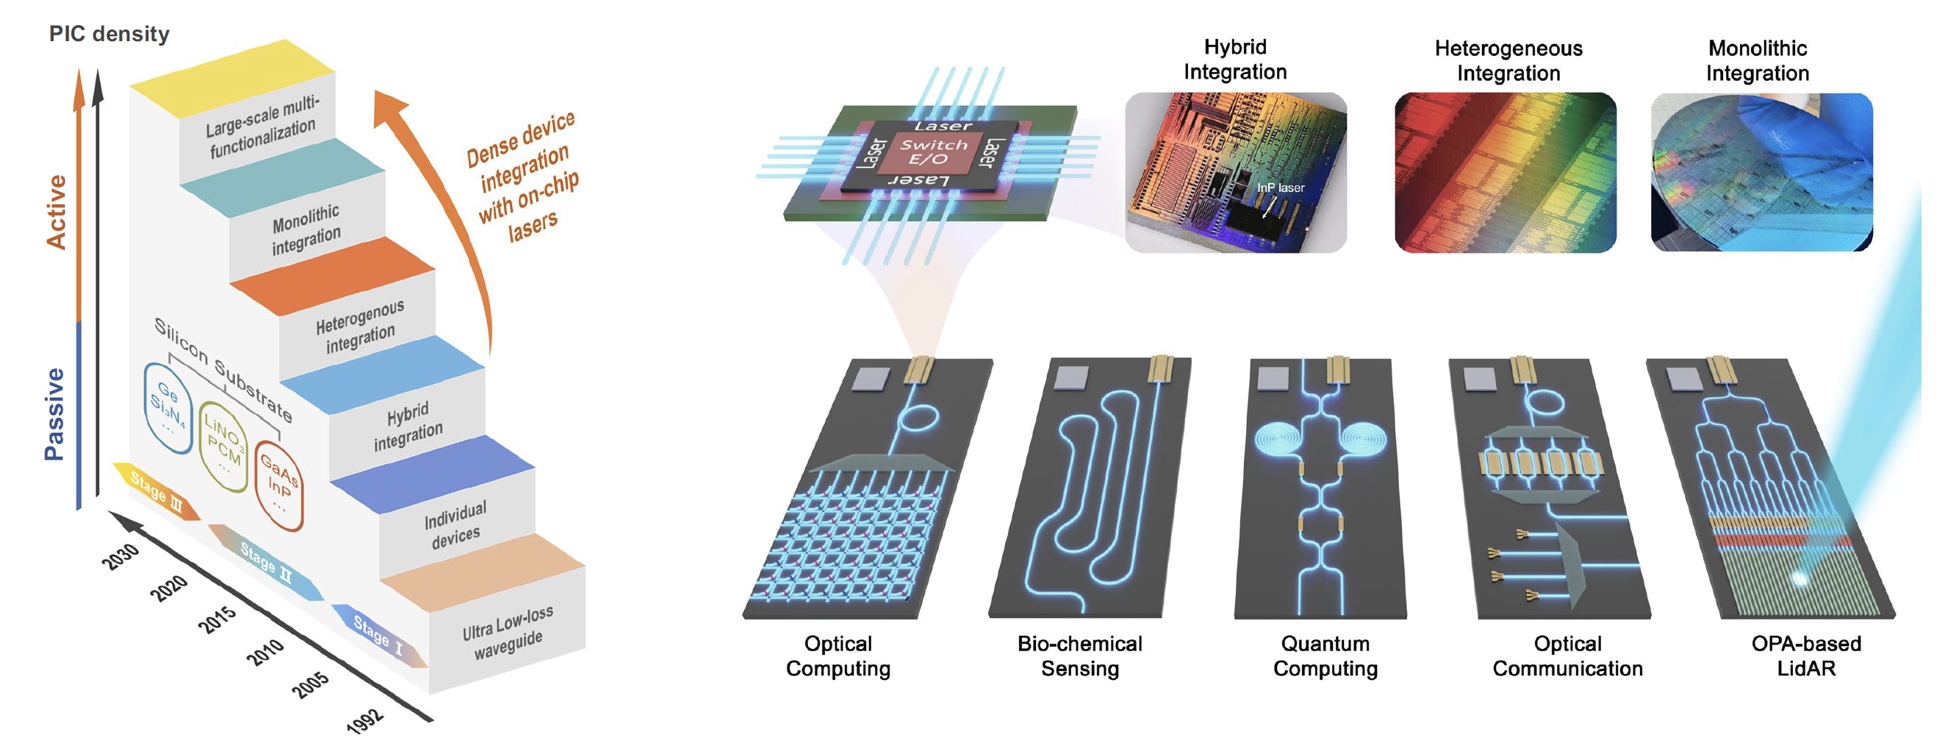 PIC density
Large-scale multi-
functionalization
Monolithic
integration
Heterogenous
integration
Hybrid
integration
Individual
devices
Ultra Low-loss
waveguide
Dense device
integration
with on-chip
lasers
Active
Passive
Silicon Substrate
Ge
Si₃N₄
...
LiNO₃
PCM
...
GaAs
InP
...
Stage III
Stage II
Stage I
2030
2020
2015
2010
2005
1992
Laser
Laser
Switch
E/O
Laser
Laser
Hybrid
Integration
InP laser
Heterogeneous
Integration
Monolithic
Integration
Optical
Computing
Bio-chemical
Sensing
Quantum
Computing
Optical
Communication
OPA-based
LidAR